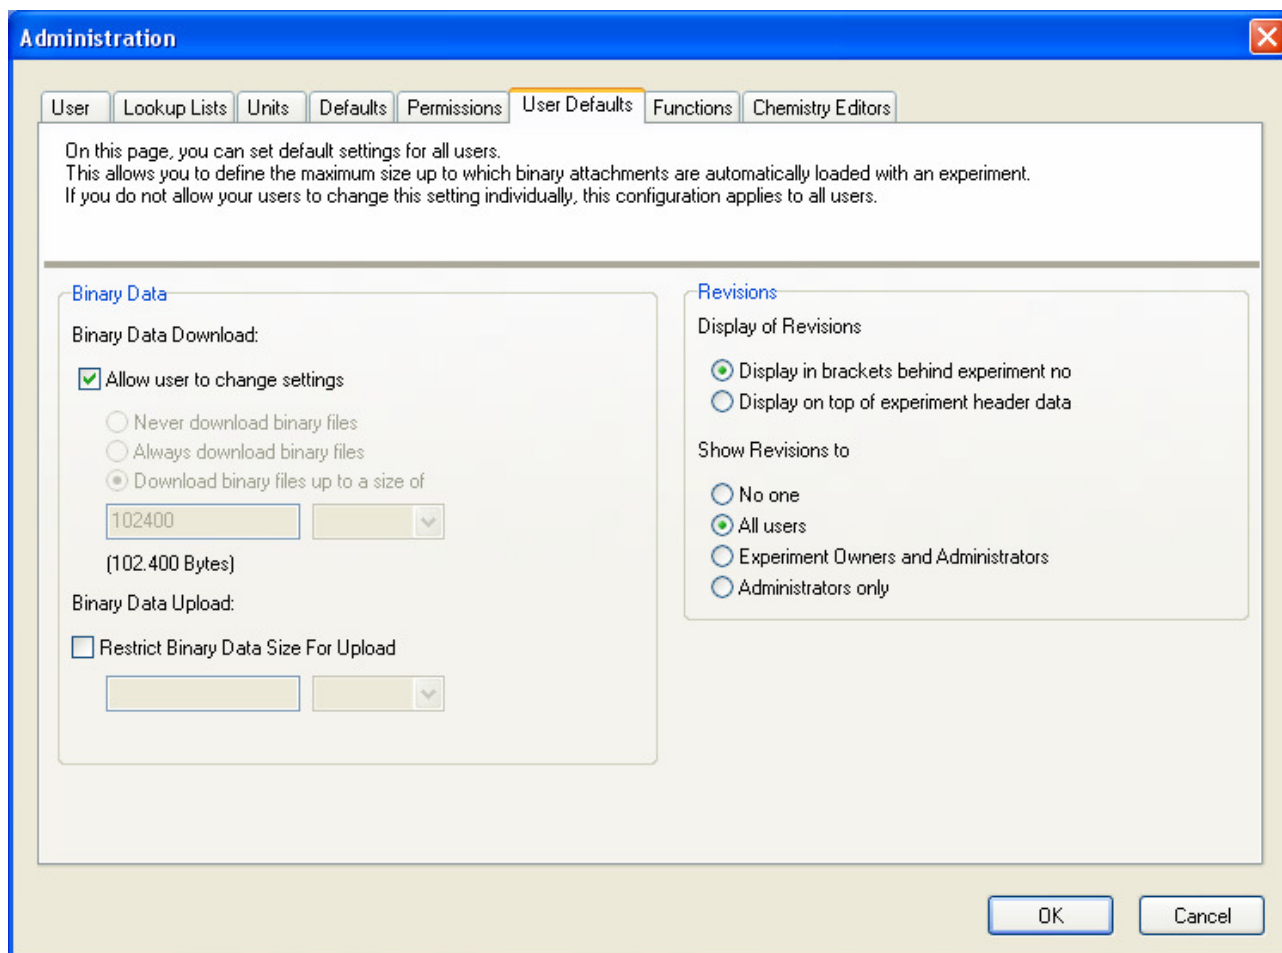 Administration
User Lookup Lists Units Defaults Permissions User Defaults Functions Chemistry Editors
On this page, you can set default settings for all users.
This allows you to define the maximum size up to which binary attachments are automatically loaded with an experiment.
If you do not allow your users to change this setting individually, this configuration applies to all users.
Binary Data
Binary Data Download:
Allow user to change settings
Never download binary files
Always download binary files
Download binary files up to a size of
102400
(102.400 Bytes)
Binary Data Upload:
Restrict Binary Data Size For Upload
Revisions
Display of Revisions
Display in brackets behind experiment no
Display on top of experiment header data
Show Revisions to
No one
All users
Experiment Owners and Administrators
Administrators only
OK Cancel